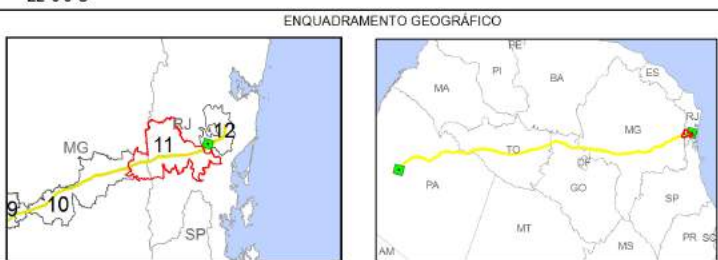 ENQUADRAMENTO GEOGRÁFICO
MG
RJ
12
11
9
10
SP
PE
MA
PI
BA
ES
RJ
MG
TO
DF
GO
PA
SP
MT
MS
PR
SC
AM